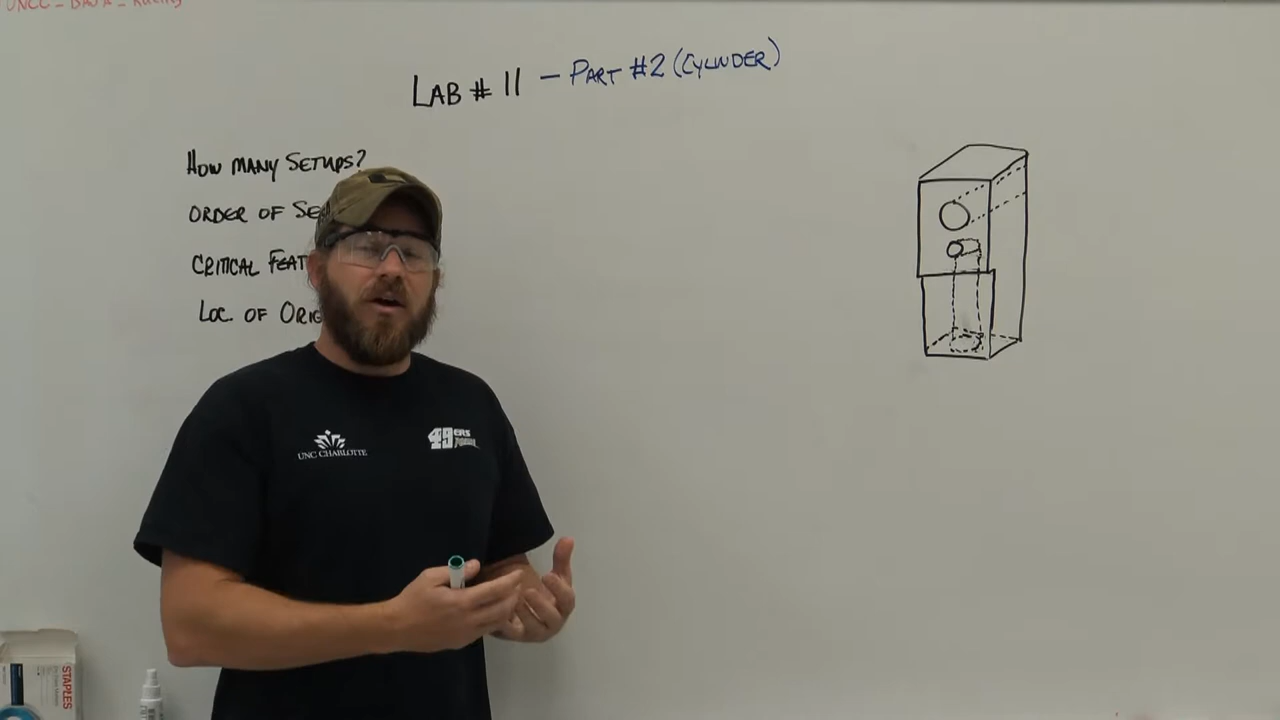 UNCC_BAJA_Racing
LAB # 11 – PART #2 (CYLINDER)
HOW MANY SETUPS?
ORDER OF SE
CRITICAL FEAT
LOC. OF ORIG
UNC CHARLOTTE
49ERS
STAPLES